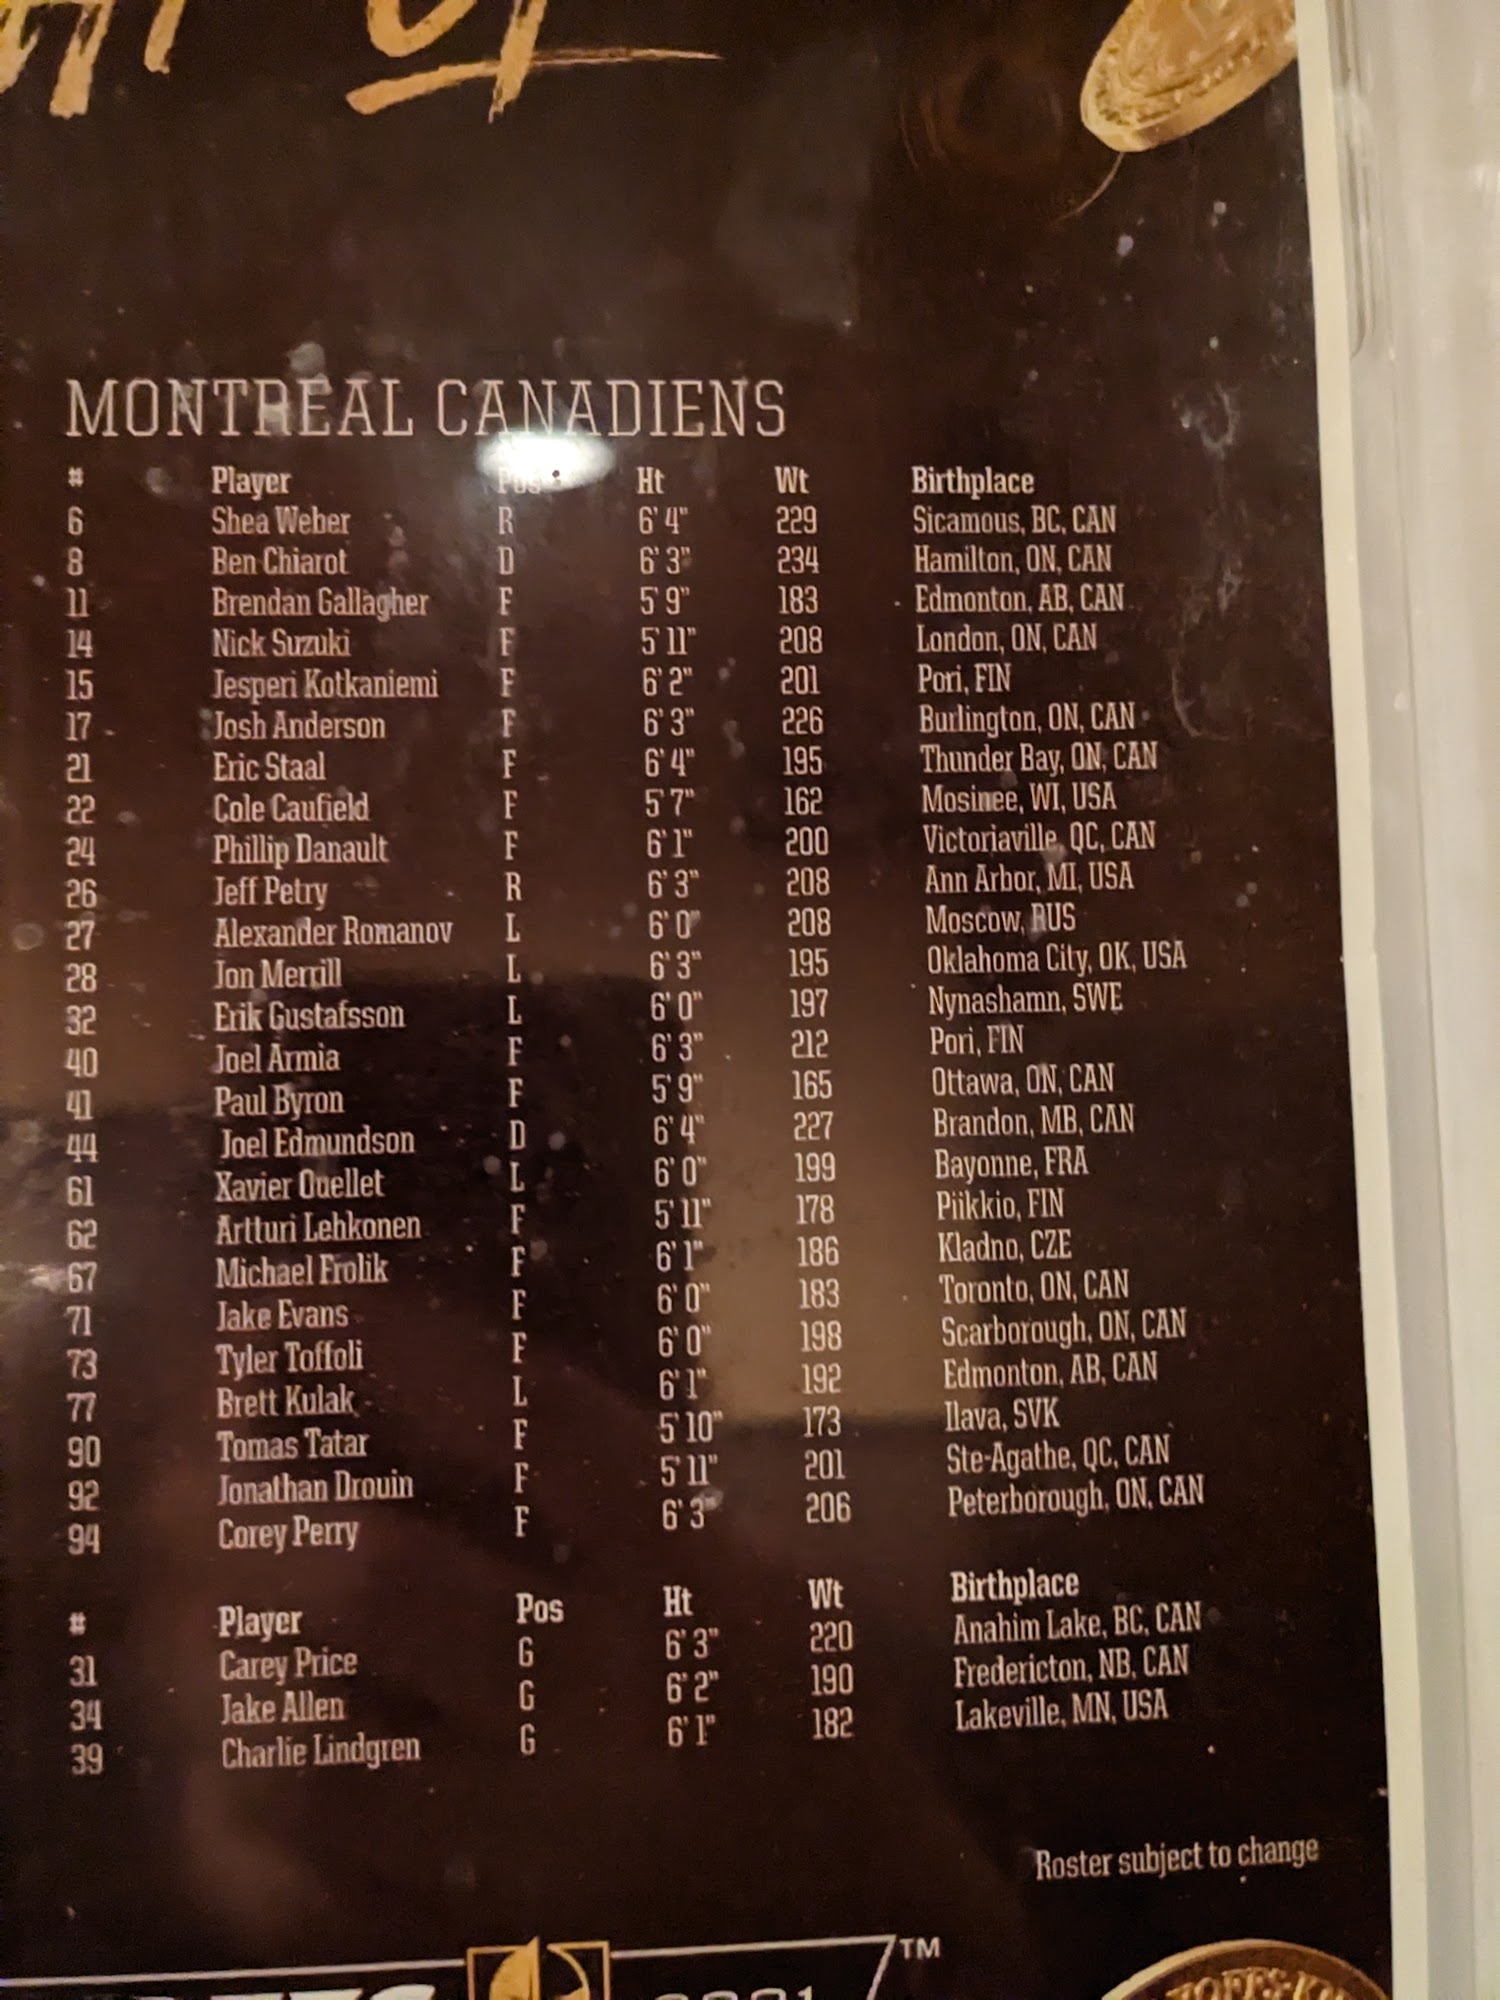 MONTREAL CANADIENS
# Player Pos Ht Wt Birthplace
6 Shea Weber R 6' 4" 229 Sicamous, BC, CAN
8 Ben Chiarot D 6' 3" 234 Hamilton, ON, CAN
11 Brendan Gallagher F 5' 9" 183 Edmonton, AB, CAN
14 Nick Suzuki F 5' 11" 208 London, ON, CAN
15 Jesperi Kotkaniemi F 6' 2" 201 Pori, FIN
17 Josh Anderson F 6' 3" 226 Burlington, ON, CAN
21 Eric Staal F 6' 4" 195 Thunder Bay, ON, CAN
22 Cole Caufield F 5' 7" 162 Mosinee, WI, USA
24 Phillip Danault F 6' 1" 200 Victoriaville, QC, CAN
26 Jeff Petry R 6' 3" 208 Ann Arbor, MI, USA
27 Alexander Romanov L 6' 0" 208 Moscow, RUS
28 Jon Merrill L 6' 3" 195 Oklahoma City, OK, USA
32 Erik Gustafsson L 6' 0" 197 Nynashamn, SWE
40 Joel Armia F 6' 3" 212 Pori, FIN
41 Paul Byron F 5' 9" 165 Ottawa, ON, CAN
44 Joel Edmundson D 6' 4" 227 Brandon, MB, CAN
61 Xavier Ouellet L 6' 0" 199 Bayonne, FRA
62 Artturi Lehkonen F 5' 11" 178 Piikkio, FIN
67 Michael Frolik F 6' 1" 186 Kladno, CZE
71 Jake Evans F 6' 0" 183 Toronto, ON, CAN
73 Tyler Toffoli F 6' 0" 198 Scarborough, ON, CAN
77 Brett Kulak L 6' 1" 192 Edmonton, AB, CAN
90 Tomas Tatar F 5' 10" 173 Ilava, SVK
92 Jonathan Drouin F 5' 11" 201 Ste-Agathe, QC, CAN
94 Corey Perry F 6' 3" 206 Peterborough, ON, CAN
# Player Pos Ht Wt Birthplace
31 Carey Price G 6' 3" 220 Anahim Lake, BC, CAN
34 Jake Allen G 6' 2" 190 Fredericton, NB, CAN
39 Charlie Lindgren G 6' 1" 182 Lakeville, MN, USA
Roster subject to change
TM
2021